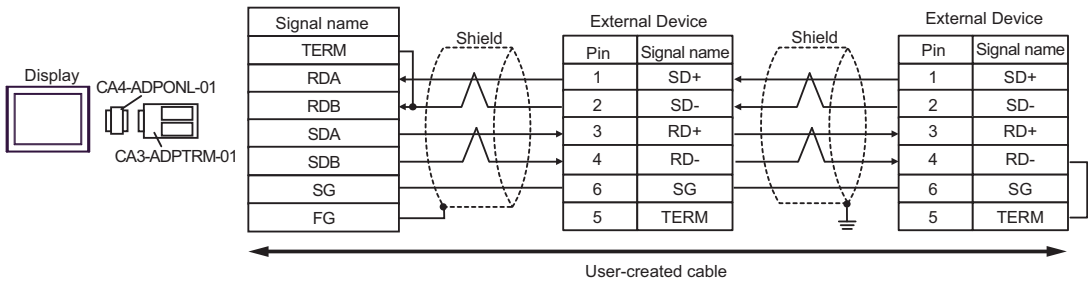 Display
CA4-ADPONL-01
CA3-ADPTRM-01
Signal name
TERM
RDA
RDB
SDA
SDB
SG
FG
Shield
External Device
Pin Signal name
1 SD+
2 SD-
3 RD+
4 RD-
6 SG
5 TERM
Shield
External Device
Pin Signal name
1 SD+
2 SD-
3 RD+
4 RD-
6 SG
5 TERM
User-created cable